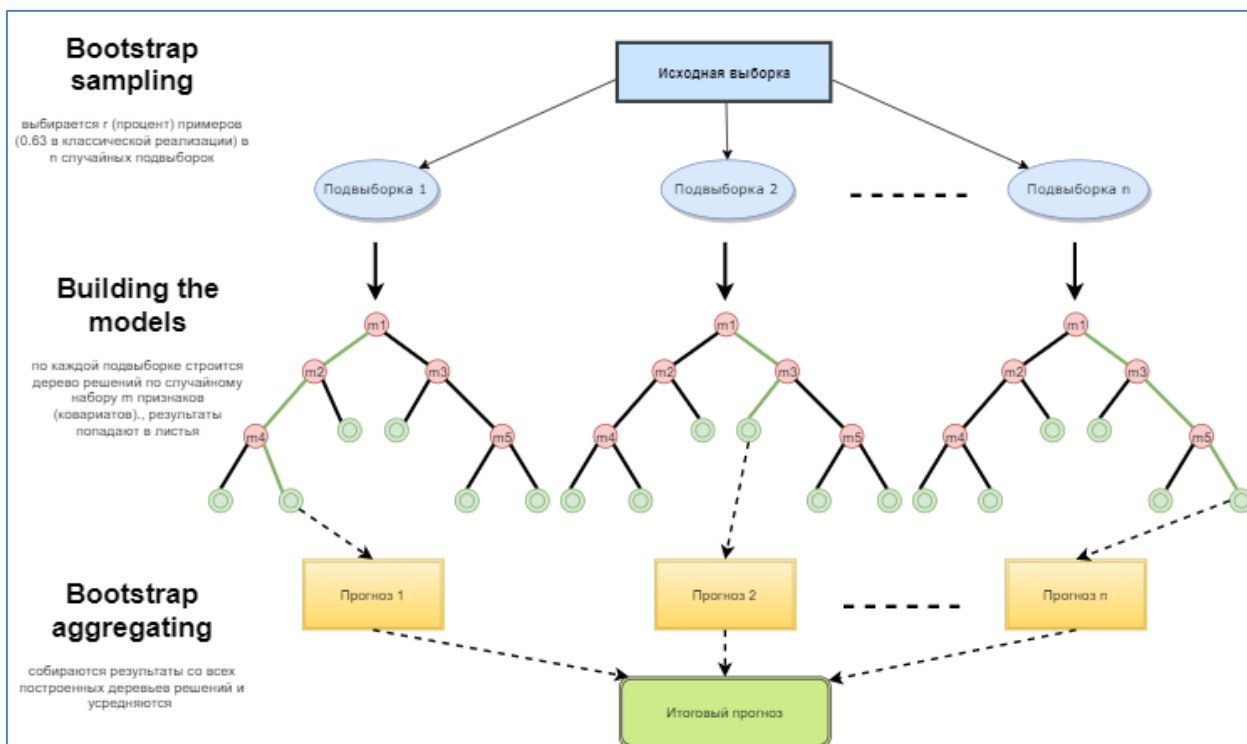 Bootstrap
sampling
выбирается r (процент) примеров
(0.63 в классической реализации) в
n случайных подвыборок
Исходная выборка
Подвыборка 1
Подвыборка 2
Подвыборка n
Building the
models
по каждой подвыборке строится
дерево решений по случайному
набору m признаков
(ковариатов)., результаты
попадают в листья
m1
m2
m3
m4
m5
m1
m2
m3
m4
m5
m1
m2
m3
m4
m5
Bootstrap
aggregating
собираются результаты со всех
построенных деревьев решений и
усредняются
Прогноз 1
Прогноз 2
Прогноз n
Итоговый прогноз